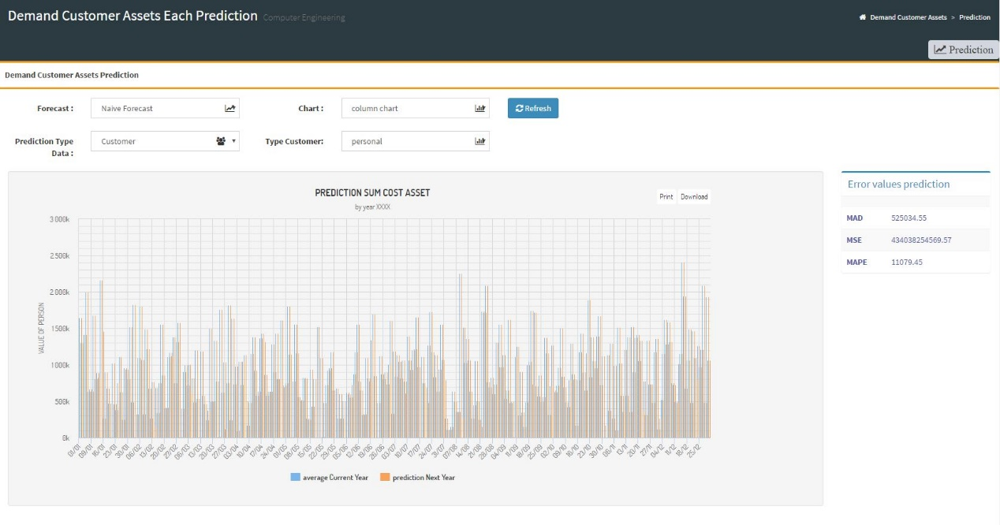 Demand Customer Assets Each Prediction Computer Engineering
Demand Customer Assets > Prediction
Prediction
Demand Customer Assets Prediction
Forecast : Naive Forecast Chart : column chart Refresh
Prediction Type Data : Customer Type Customer: personal
PREDICTION SUM COST ASSET
by year XXXX
Print Download
VALUE OF PERSON
3 000k
2 500k
2 000k
1 500k
1 000k
500k
0k
01/01 09/01 16/01 23/01 30/01 06/02 13/02 20/02 27/02 06/03 13/03 20/03 27/03 03/04 10/04 17/04 24/04 01/05 08/05 15/05 22/05 29/05 05/06 12/06 19/06 26/06 03/07 10/07 17/07 24/07 31/07 07/08 14/08 21/08 28/08 04/09 11/09 18/09 25/09 02/10 09/10 16/10 23/10 30/10 06/11 13/11 20/11 27/11 04/12 11/12 18/12 25/12
average Current Year prediction Next Year
Error values prediction
MAD 525034.55
MSE 434038254569.57
MAPE 11079.45